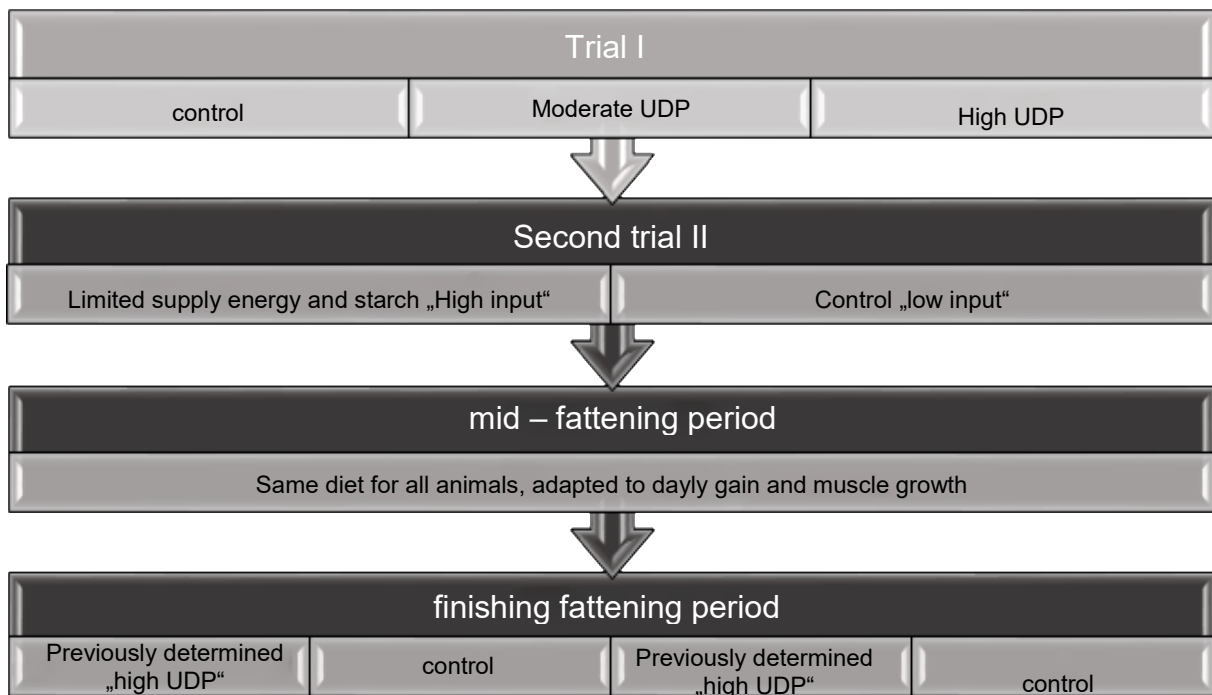 Trial I
control
Moderate UDP
High UDP
Second trial II
Limited supply energy and starch „High input“
Control „low input“
mid – fattening period
Same diet for all animals, adapted to dayly gain and muscle growth
finishing fattening period
Previously determined
„high UDP“
control
Previously determined
„high UDP“
control